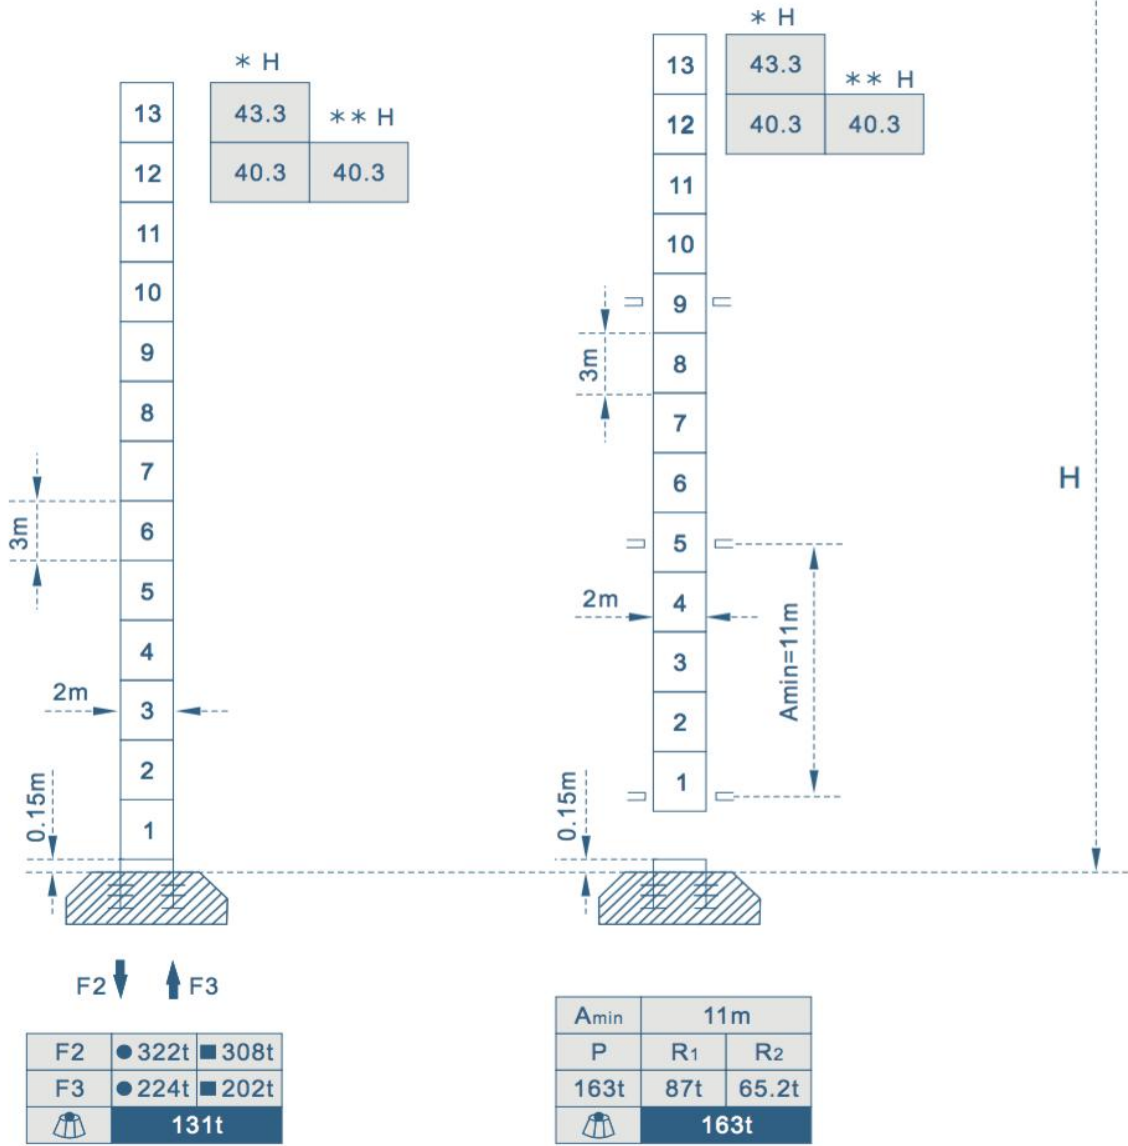 * H
13
43.3
** H
12
40.3
40.3
11
10
9
8
7
3m
6
5
4
2m
3
2
0.15m
1
F2
F3
F2 ● 322t ■ 308t
F3 ● 224t ■ 202t
131t
* H
13
43.3
** H
12
40.3
40.3
11
10
9
3m
8
7
6
5
2m
4
Amin=11m
3
2
1
0.15m
H
Amin 11m
P R1 R2
163t 87t 65.2t
163t